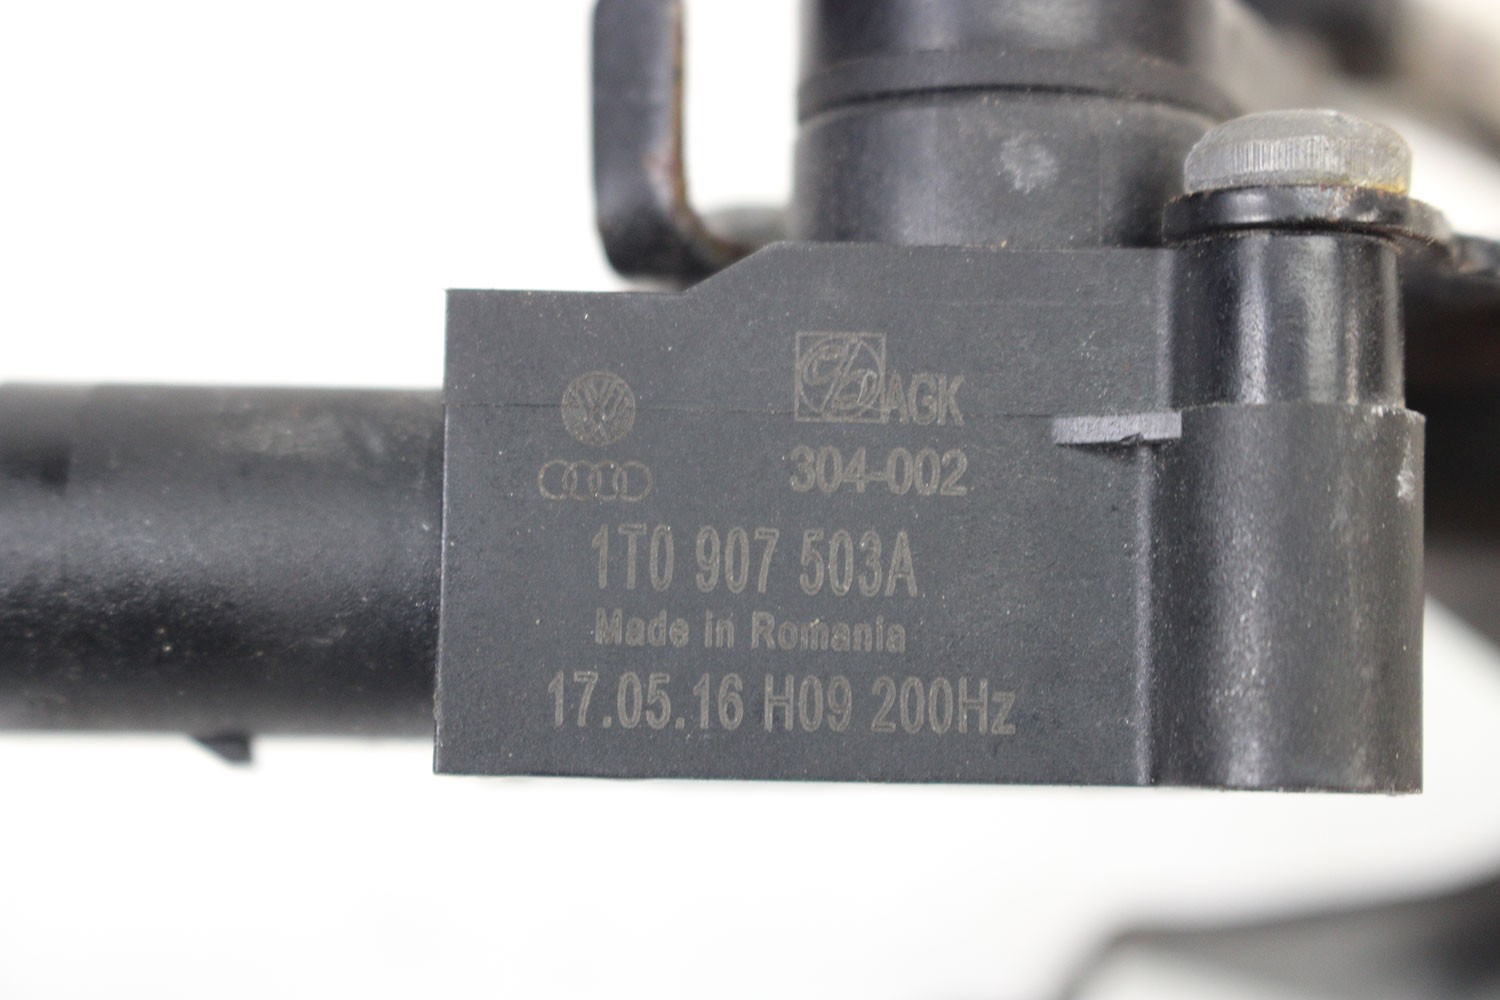 AGK
304-002
1T0 907 503A
Made in Romania
17.05.16 H09 200Hz